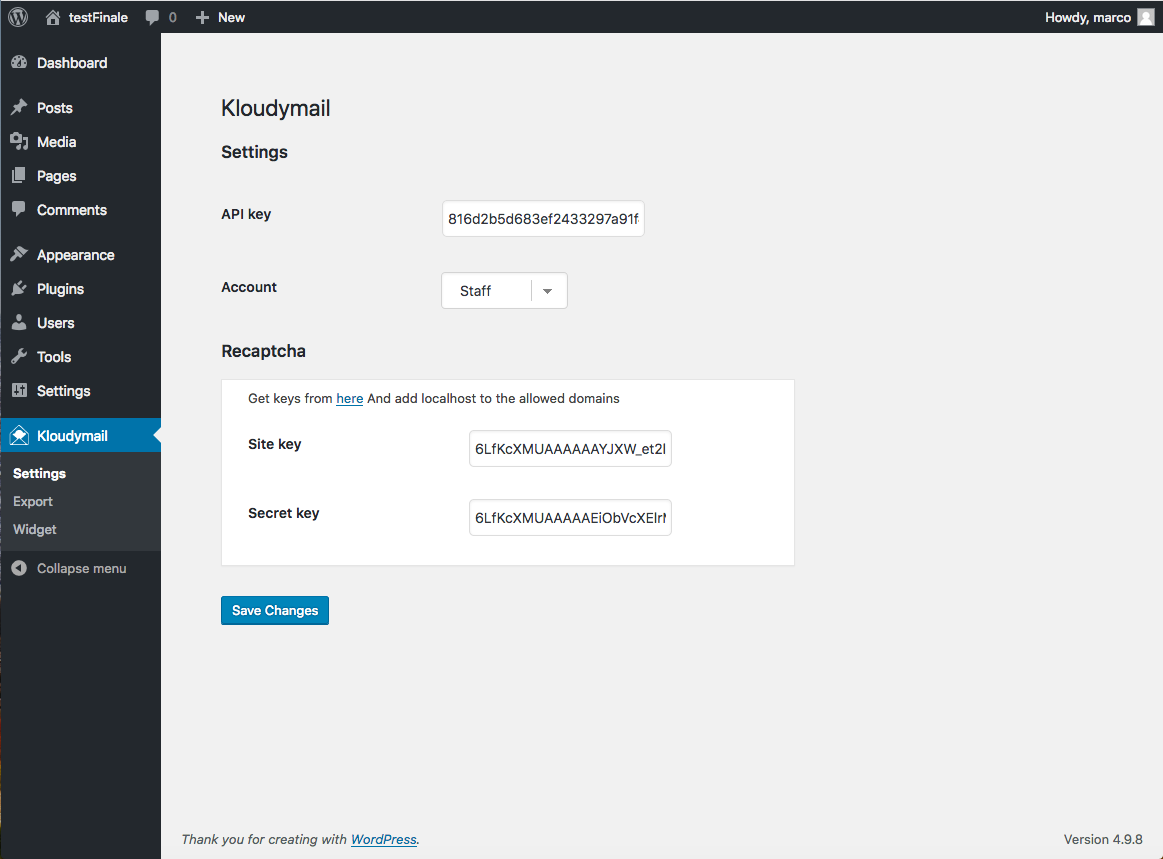 testFinale 0 New Howdy, marco
Dashboard
Posts
Media
Pages
Comments
Appearance
Plugins
Users
Tools
Settings
Kloudymail
Settings
Export
Widget
Collapse menu
Kloudymail
Settings
API key 816d2b5d683ef2433297a91f
Account Staff
Recaptcha
Get keys from here And add localhost to the allowed domains
Site key 6LfKcXMUAAAAAAYJXW_et2
Secret key 6LfKcXMUAAAAAEiObVcXEIr
Save Changes
Thank you for creating with WordPress. Version 4.9.8